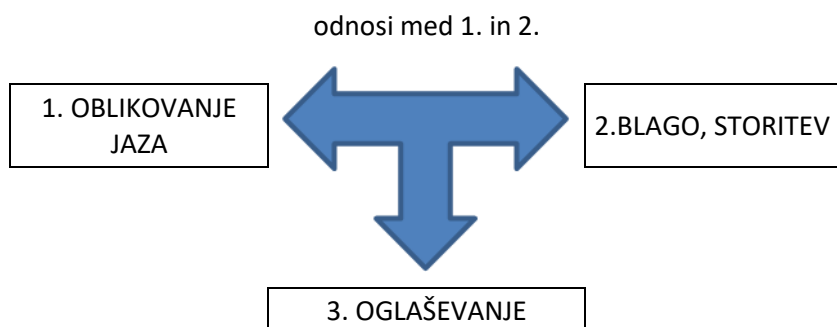 odnosi med 1. in 2.
1. OBLIKOVANJE
JAZA
2.BLAGO, STORITEV
3. OGLAŠEVANJE